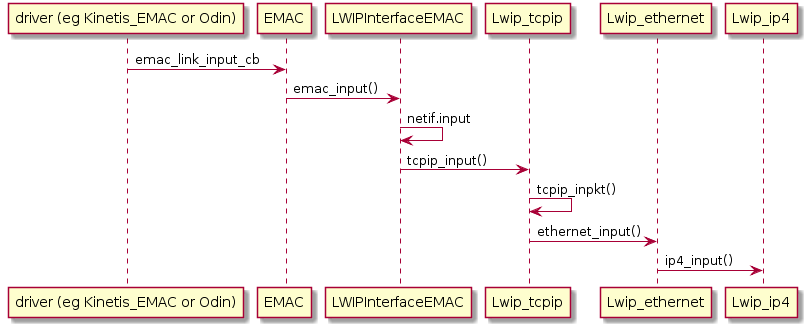 driver (eg Kinetis_EMAC or Odin)
EMAC
LWIPInterfaceEMAC
Lwip_tcpip
Lwip_ethernet
Lwip_ip4
emac_link_input_cb
emac_input()
netif.input
tcpip_input()
tcpip_inpkt()
ethernet_input()
ip4_input()
driver (eg Kinetis_EMAC or Odin)
EMAC
LWIPInterfaceEMAC
Lwip_tcpip
Lwip_ethernet
Lwip_ip4